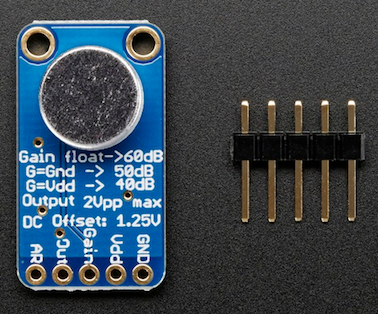 Gain float->60dB
G=Gnd -> 50dB
G=Vdd -> 40dB
Output 2Vpp max
DC Offset: 1.25V
AR
Out
Gain
Vdd
GND